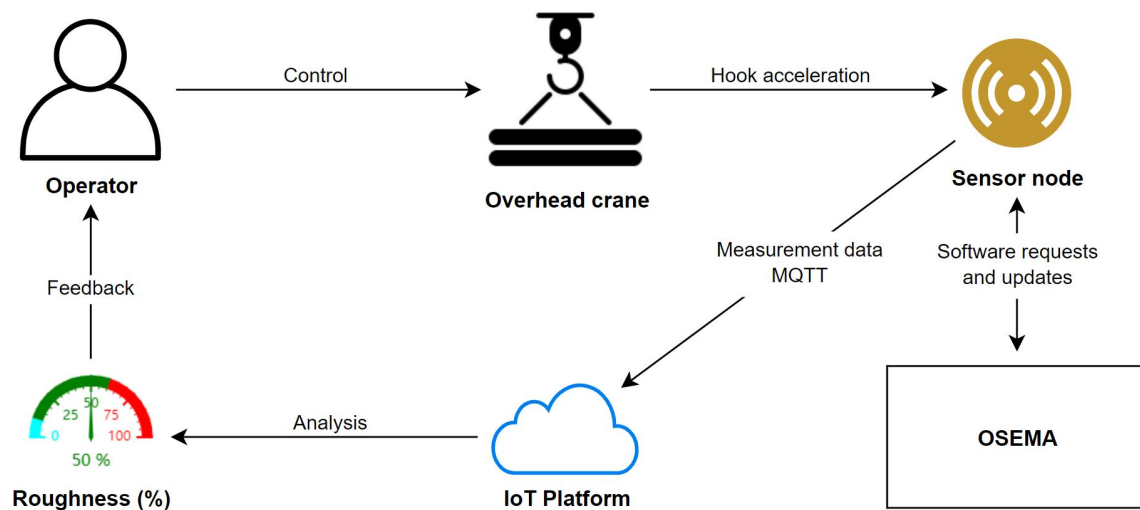 Control
Hook acceleration
Operator
Overhead crane
Sensor node
Measurement data
MQTT
Software requests
and updates
Feedback
0
25
50
75
100
50 %
Roughness (%)
Analysis
IoT Platform
OSEMA